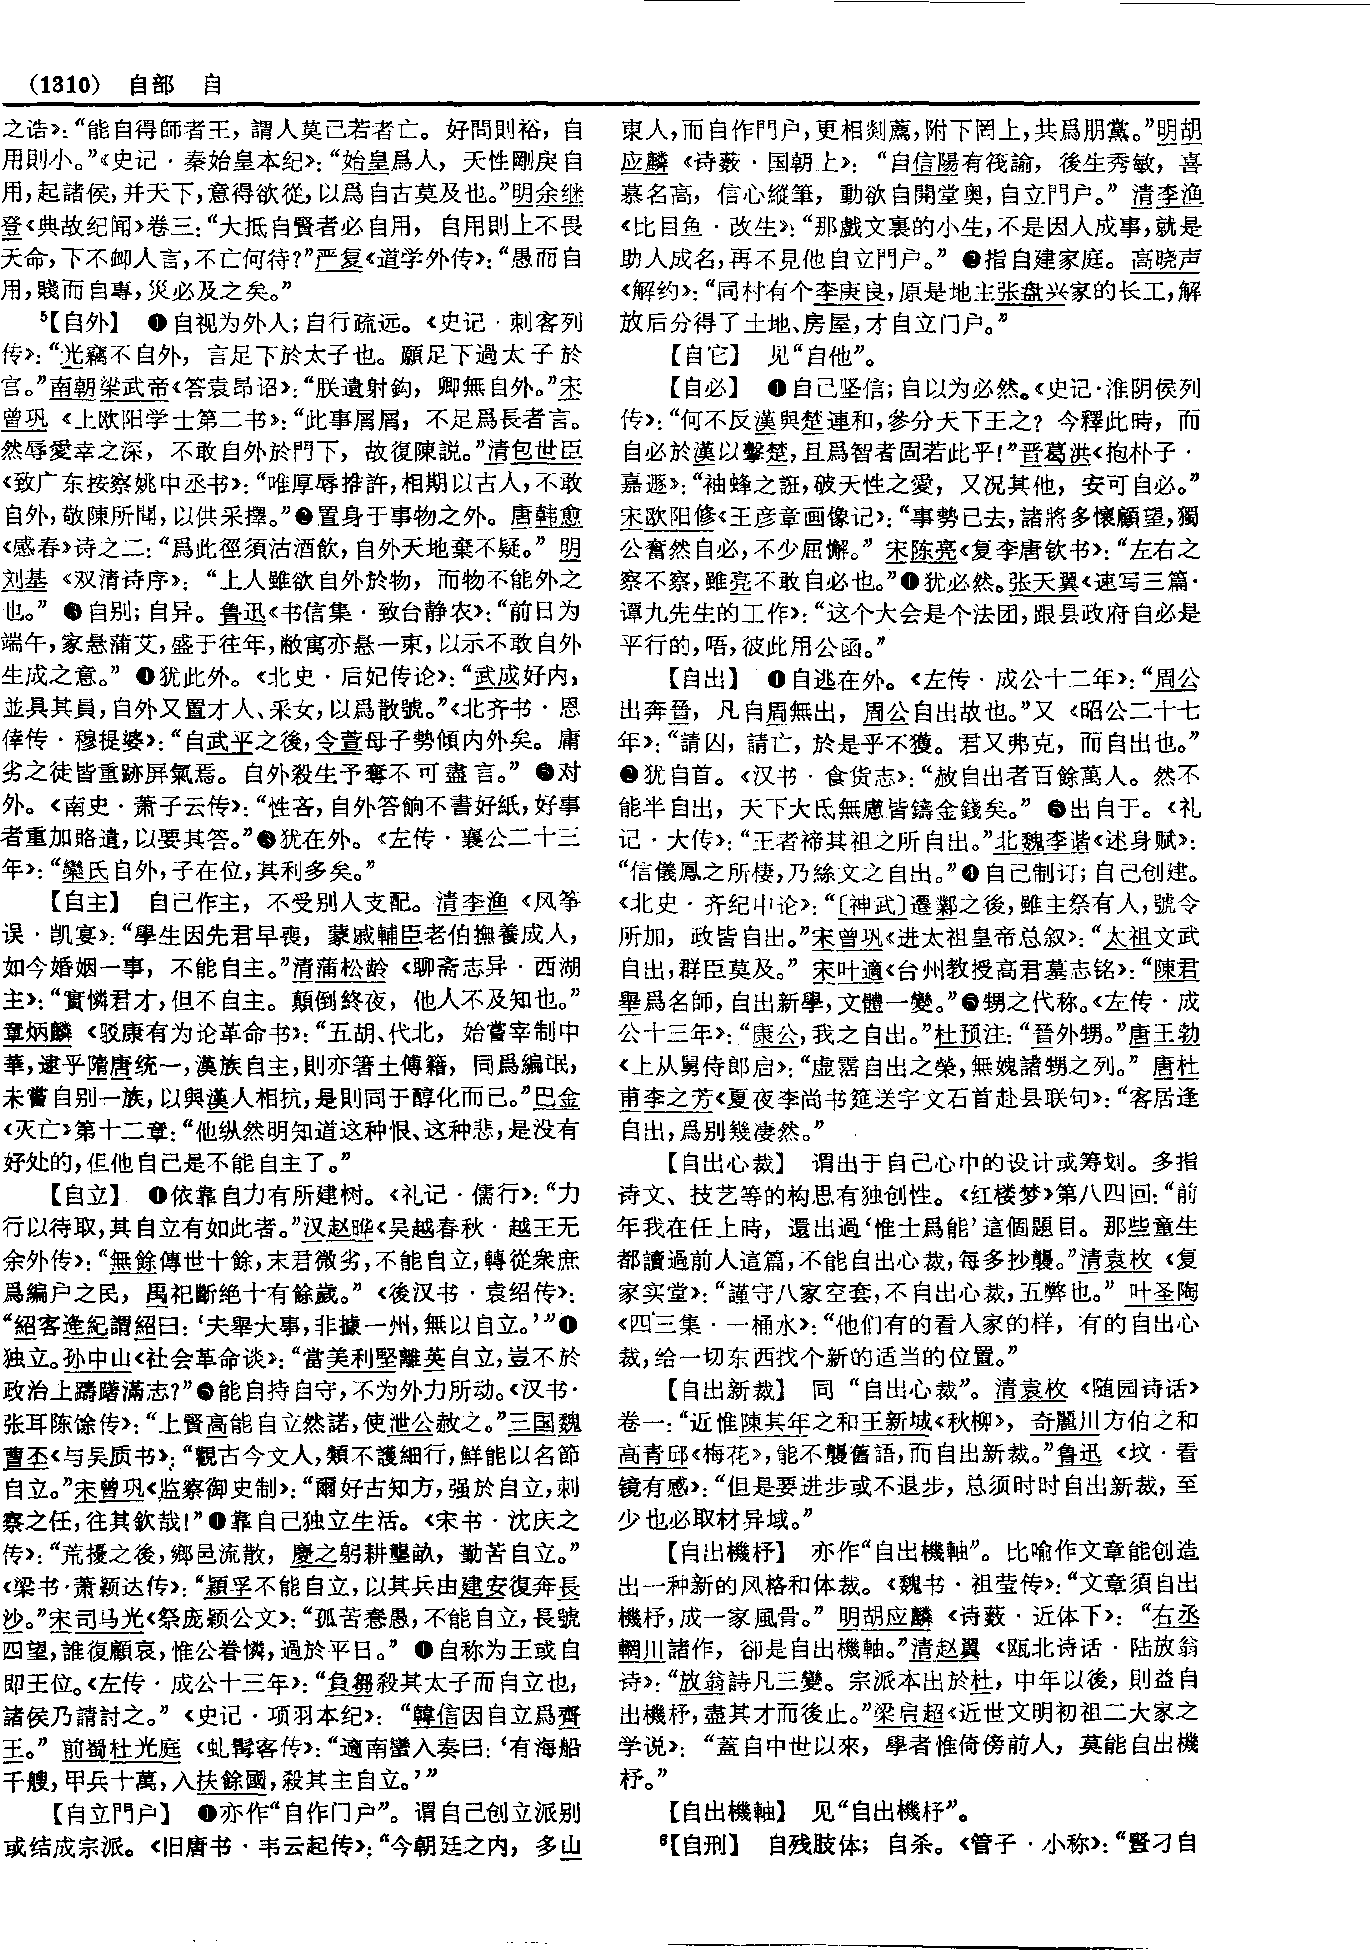 (1310) 自部 自
之诰》：“能自得師者王，謂人莫己若者亡。好問則裕，自
用則小。”《史记·秦始皇本纪》：“始皇爲人，天性剛戾自
用，起諸侯，并天下，意得欲從，以爲自古莫及也。”明余继
登《典故纪闻》卷三：“大抵自賢者必自用，自用則上不畏
天命，下不卹人言，不亡何待?”严复《道学外传》：“愚而自
用，賤而自專，災必及之矣。”
⁵【自外】 ❶自视为外人；自行疏远。《史记·刺客列
传》：“光竊不自外，言足下於太子也。願足下過太子於
宫。”南朝梁武帝《答袁昂诏》：“朕遺射鈎，卿無自外。”宋
曾巩《上欧阳学士第二书》：“此事屑屑，不足爲長者言。
然辱愛幸之深，不敢自外於門下，故復陳説。”清包世臣
《致广东按察姚中丞书》：“唯厚辱推許，相期以古人，不敢
自外，敬陳所聞，以供采擇。”❷置身于事物之外。唐韩愈
《感春》诗之二：“爲此徑須沽酒飲，自外天地棄不疑。”明
刘基《双清诗序》：“上人雖欲自外於物，而物不能外之
也。”❸自别；自异。鲁迅《书信集·致台静农》：“前日为
端午，家悬蒲艾，盛于往年，敝寓亦悬一束，以示不敢自外
生成之意。”❹犹此外。《北史·后妃传论》：“武成好内，
並具其員，自外又置才人、采女，以爲散號。”《北齐书·恩
倖传·穆提婆》：“自武平之後，令萱母子勢傾内外矣。庸
劣之徒皆重跡屏氣焉。自外殺生予奪不可盡言。”❺对
外。《南史·萧子云传》：“性吝，自外答餉不書好紙，好事
者重加賂遺，以要其答。”❻犹在外。《左传·襄公二十三
年》：“欒氏自外，子在位，其利多矣。”
【自主】 自己作主，不受别人支配。清李渔《风筝
误·凯宴》：“學生因先君早喪，蒙戚輔臣老伯撫養成人，
如今婚姻一事，不能自主。”清蒲松龄《聊斋志异·西湖
主》：“實憐君才，但不自主。顛倒終夜，他人不及知也。”
章炳麟《驳康有为论革命书》：“五胡、代北，始嘗宰制中
華，逮乎隋唐统一，漢族自主，則亦箸土傅籍，同爲編氓，
未嘗自别一族，以與漢人相抗，是則同于醇化而已。”巴金
《灭亡》第十二章：“他纵然明知道这种恨、这种悲，是没有
好处的，但他自己是不能自主了。”
【自立】 ❶依靠自力有所建树。《礼记·儒行》：“力
行以待取，其自立有如此者。”汉赵晔《吴越春秋·越王无
余外传》：“無餘傳世十餘，末君微劣，不能自立，轉從衆庶
爲編户之民，禹祀斷絶十有餘歲。”《後汉书·袁绍传》：
“紹客逄紀謂紹曰：‘夫舉大事，非據一州，無以自立。’”❷
独立。孙中山《社会革命谈》：“當美利堅離英自立，豈不於
政治上躊躇滿志?”❸能自持自守，不为外力所动。《汉书·
张耳陈馀传》：“上賢高能自立然諾，使泄公赦之。”三国魏
曹丕《与吴质书》：“觀古今文人，類不護細行，鮮能以名節
自立。”宋曾巩《监察御史制》：“爾好古知方，强於自立，刺
察之任，往其欽哉!”❹靠自己独立生活。《宋书·沈庆之
传》：“荒擾之後，鄉邑流散，慶之躬耕壟畝，勤苦自立。”
《梁书·萧颖达传》：“穎孚不能自立，以其兵由建安復奔長
沙。”宋司马光《祭庞颖公文》：“孤苦惷愚，不能自立，長號
四望，誰復顧哀，惟公眷憐，過於平日。”❺自称为王或自
即王位。《左传·成公十三年》：“負芻殺其太子而自立也，
諸侯乃請討之。”《史记·项羽本纪》：“韓信因自立爲齊
王。”前蜀杜光庭《虬髯客传》：“適南蠻入奏曰：‘有海船
千艘，甲兵十萬，入扶餘國，殺其主自立。’”
【自立門户】 ❶亦作“自作门户”。谓自己创立派别
或结成宗派。《旧唐书·韦云起传》：“今朝廷之内，多山
東人，而自作門户，更相剡薦，附下罔上，共爲朋黨。”明胡
应麟《诗薮·国朝上》：“自信陽有筏諭，後生秀敏，喜
慕名高，信心縱筆，動欲自開堂奥，自立門户。”清李渔
《比目鱼·改生》：“那戲文裏的小生，不是因人成事，就是
助人成名，再不見他自立門户。”❷指自建家庭。高晓声
《解约》：“同村有个李庚良，原是地主张盘兴家的长工，解
放后分得了土地、房屋，才自立门户。”
【自它】 见“自他”。
【自必】 ❶自己坚信；自以为必然。《史记·淮阴侯列
传》：“何不反漢與楚連和，參分天下王之? 今釋此時，而
自必於漢以擊楚，且爲智者固若此乎!”晋葛洪《抱朴子·
嘉遯》：“袖蜂之誑，破天性之愛，又况其他，安可自必。”
宋欧阳修《王彦章画像记》：“事勢已去，諸將多懷顧望，獨
公奮然自必，不少屈懈。”宋陈亮《复李唐钦书》：“左右之
察不察，雖亮不敢自必也。”❷犹必然。张天翼《速写三篇·
谭九先生的工作》：“这个大会是个法团，跟县政府自必是
平行的，唔，彼此用公函。”
【自出】 ❶自逃在外。《左传·成公十二年》：“周公
出奔晉，凡自周無出，周公自出故也。”又《昭公二十七
年》：“請囚，請亡，於是乎不獲。君又弗克，而自出也。”
❷犹自首。《汉书·食货志》：“赦自出者百餘萬人。然不
能半自出，天下大氐無慮皆鑄金錢矣。”❸出自于。《礼
记·大传》：“王者禘其祖之所自出。”北魏李谐《述身赋》：
“信儀鳳之所棲，乃絲文之自出。”❹自己制订；自己创建。
《北史·齐纪中论》：“〔神武〕遷鄴之後，雖主祭有人，號令
所加，政皆自出。”宋曾巩《进太祖皇帝总叙》：“太祖文武
自出，群臣莫及。”宋叶適《台州教授高君墓志铭》：“陳君
舉爲名師，自出新學，文體一變。”❺甥之代称。《左传·成
公十三年》：“康公，我之自出。”杜预注：“晉外甥。”唐王勃
《上从舅侍郎启》：“虚霑自出之榮，無媿諸甥之列。”唐杜
甫李之芳《夏夜李尚书筵送宇文石首赴县联句》：“客居逢
自出，爲别幾凄然。”
【自出心裁】 谓出于自己心中的设计或筹划。多指
诗文、技艺等的构思有独创性。《红楼梦》第八四回：“前
年我在任上時，還出過‘惟士爲能’這個題目。那些童生
都讀過前人這篇，不能自出心裁，每多抄襲。”清袁枚《复
家实堂》：“謹守八家空套，不自出心裁，五弊也。”叶圣陶
《四三集·一桶水》：“他们有的看人家的样，有的自出心
裁，给一切东西找个新的适当的位置。”
【自出新裁】 同“自出心裁”。清袁枚《随园诗话》
卷一：“近惟陳其年之和王新城《秋柳》，奇麗川方伯之和
高青邱《梅花》，能不襲舊語，而自出新裁。”鲁迅《坟·看
镜有感》：“但是要进步或不退步，总须时时自出新裁，至
少也必取材异域。”
【自出機杼】 亦作“自出機軸”。比喻作文章能创造
出一种新的风格和体裁。《魏书·祖莹传》：“文章須自出
機杼，成一家風骨。”明胡应麟《诗薮·近体下》：“右丞
輞川諸作，卻是自出機軸。”清赵翼《瓯北诗话·陆放翁
诗》：“放翁詩凡三變。宗派本出於杜，中年以後，則益自
出機杼，盡其才而後止。”梁启超《近世文明初祖二大家之
学说》：“蓋自中世以來，學者惟倚傍前人，莫能自出機
杼。”
【自出機軸】 见“自出機杼”。
⁶【自刑】 自残肢体；自杀。《管子·小称》：“豎刁自